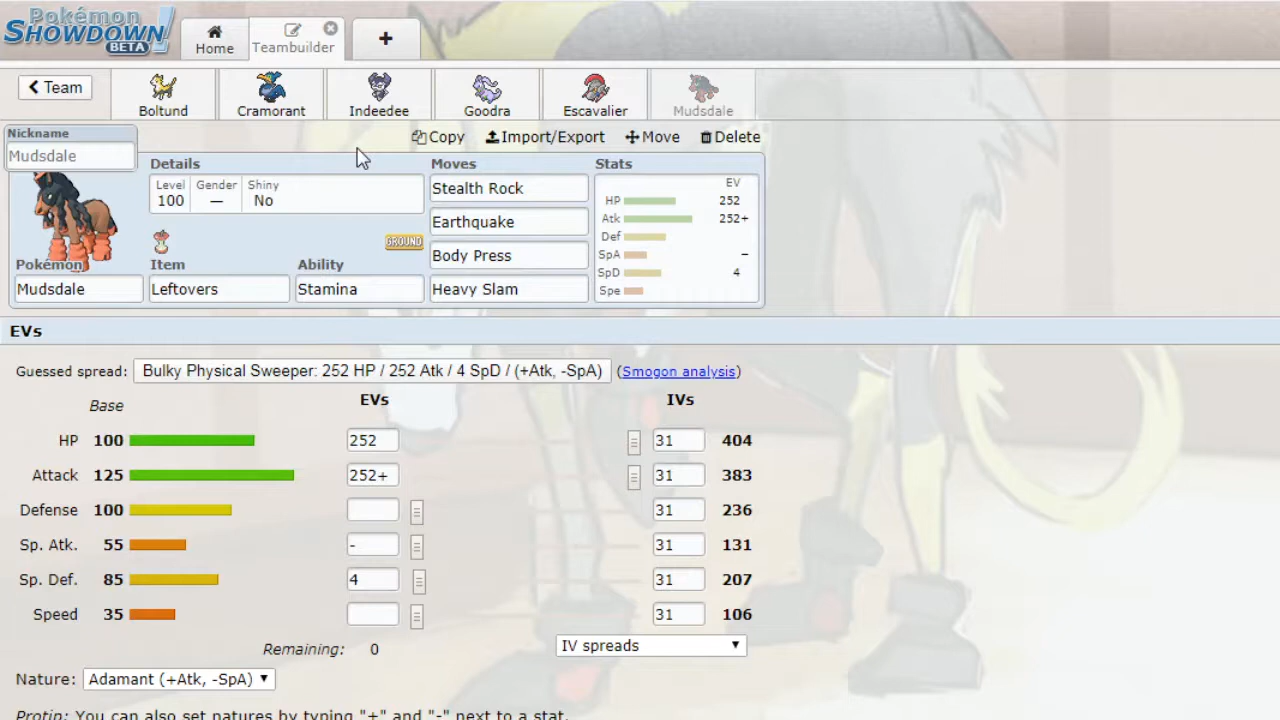 Pokémon
SHOWDOWN!
BETA
Home
Teambuilder
+
Team
Boltund
Cramorant
Indeedee
Goodra
Escavalier
Mudsdale
Nickname
Mudsdale
Copy
Import/Export
Move
Delete
Details
Moves
Stats
Level
Gender
Shiny
100
—
No
Stealth Rock
Earthquake
Body Press
Heavy Slam
EV
HP 252
Atk 252+
Def
SpA –
SpD 4
Spe
GROUND
Pokémon
Item
Ability
Mudsdale
Leftovers
Stamina
EVs
Guessed spread: Bulky Physical Sweeper: 252 HP / 252 Atk / 4 SpD / (+Atk, -SpA) (Smogon analysis)
Base EVs IVs
HP 100 252 31 404
Attack 125 252+ 31 383
Defense 100 31 236
Sp. Atk. 55 - 31 131
Sp. Def. 85 4 31 207
Speed 35 31 106
Remaining: 0
IV spreads
Nature: Adamant (+Atk, -SpA)
Protip: You can also set natures by typing "+" and "-" next to a stat.